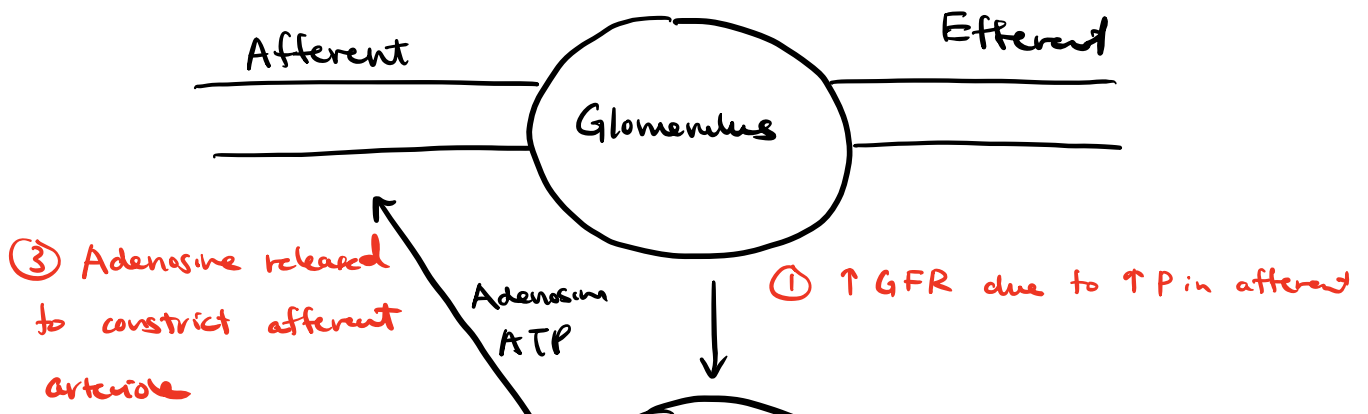 Afferent
Efferent
Glomerulus
③ Adenosine released
to constrict afferent
arteriole
Adenosine
ATP
① ↑ GFR due to ↑ P in afferent